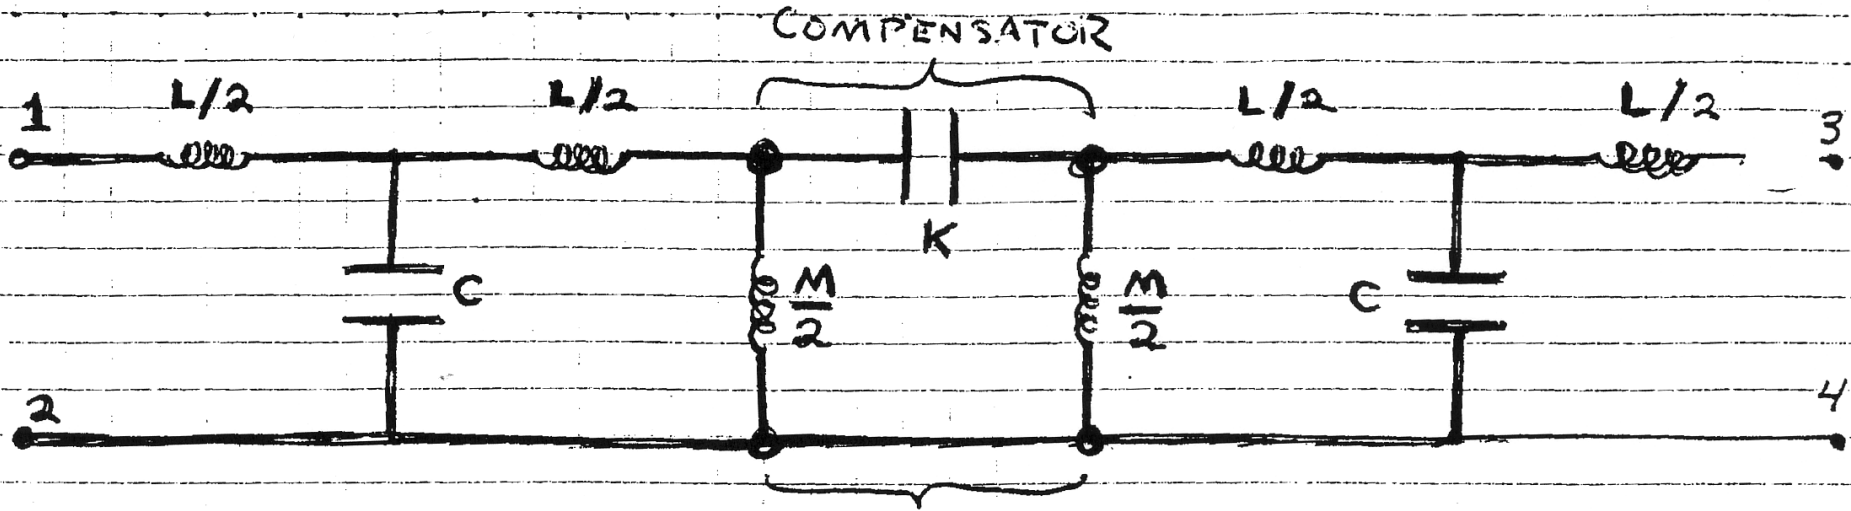 COMPENSATOR
L/2 L/2 L/2 L/2
1 3
K
C M/2 M/2 C
2 4